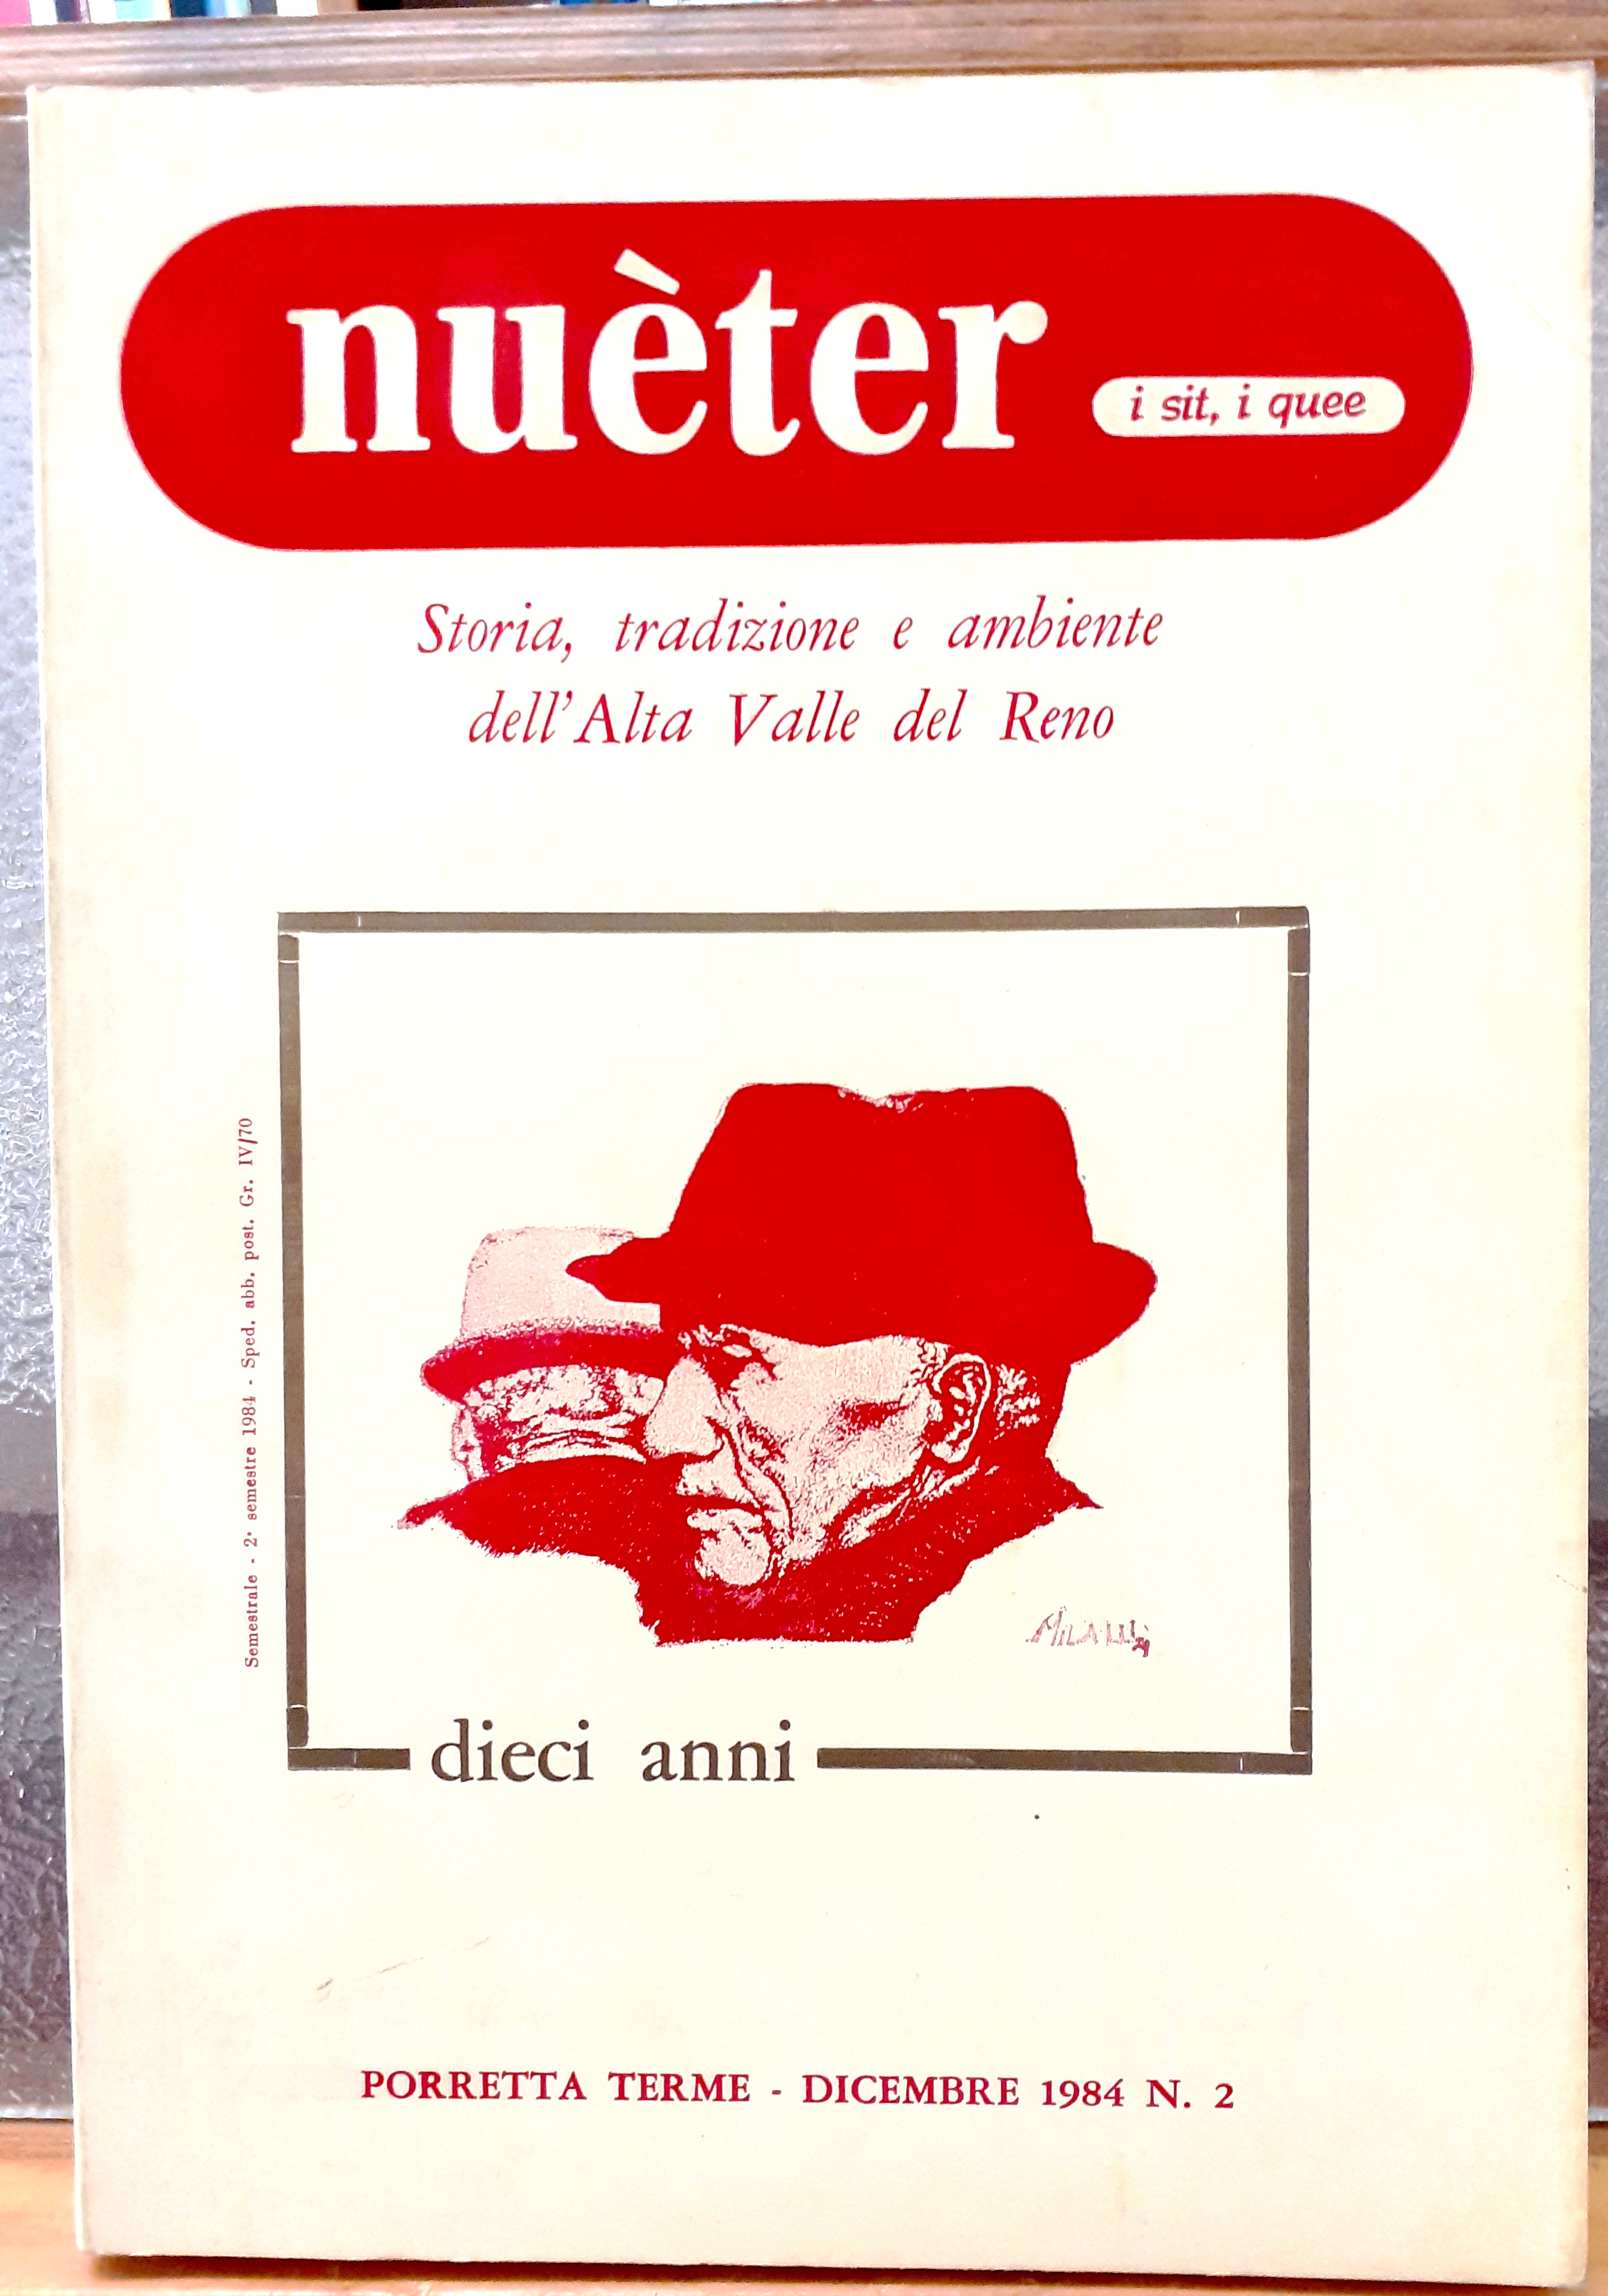 nuèter
i sit, i quee
Storia, tradizione e ambiente
dell'Alta Valle del Reno
Semestrale - 2° semestre 1984 - Sped. abb. post. Gr. IV/70
dieci anni
PORRETTA TERME - DICEMBRE 1984 N. 2